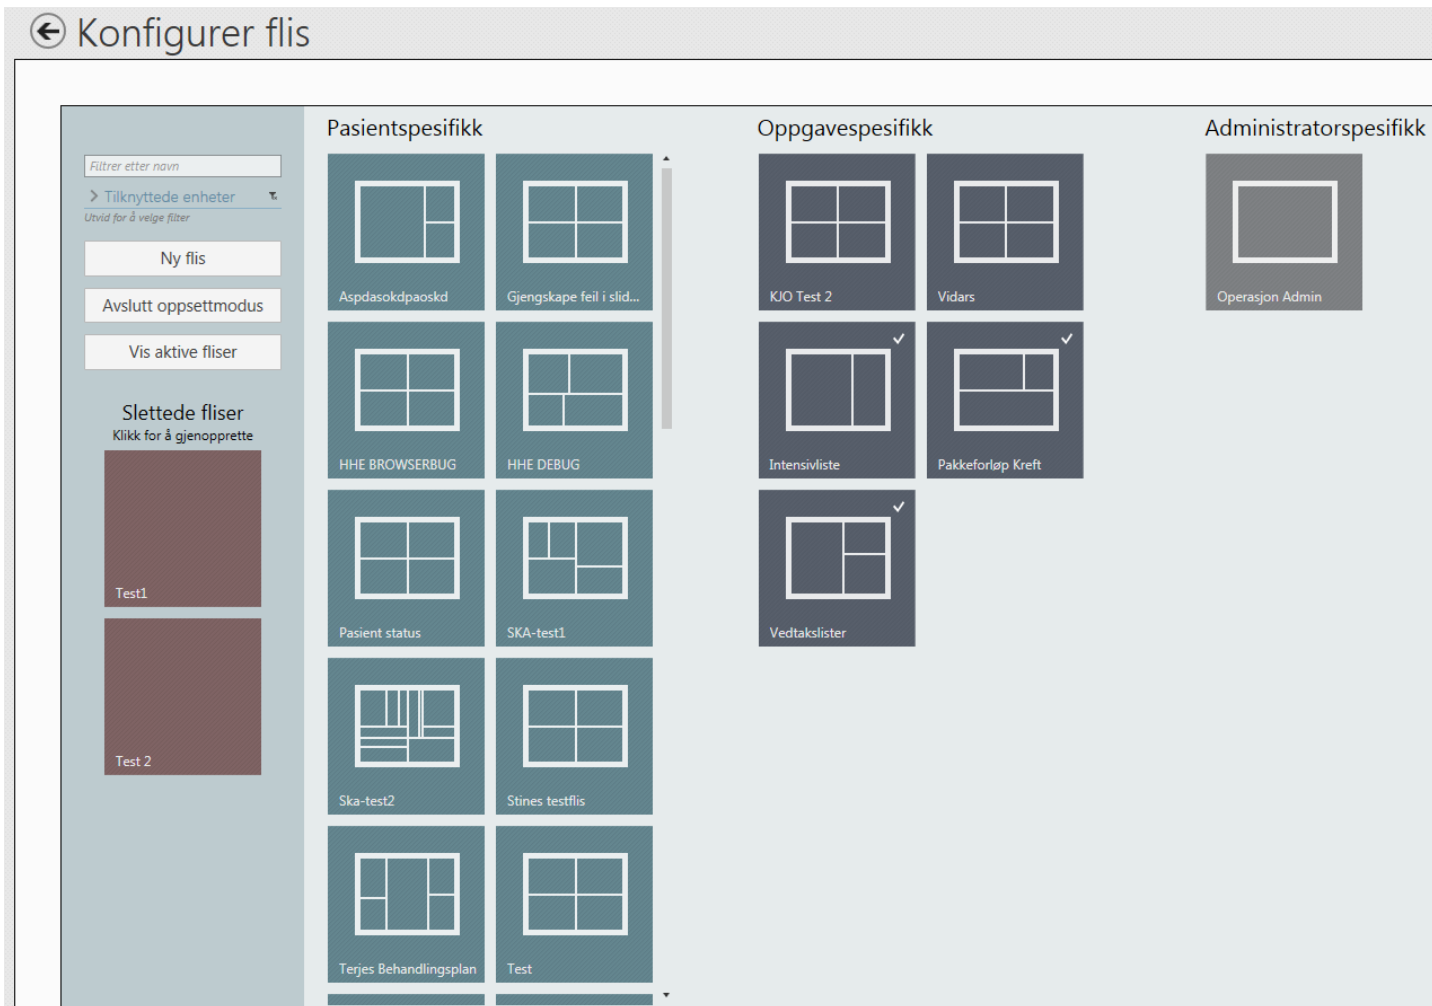 Konfigurer flis
Filtrer etter navn
Tilknyttede enheter
Utvid for å velge filter
Ny flis
Avslutt oppsettmodus
Vis aktive fliser
Slettede fliser
Klikk for å gjenopprette
Test1
Test 2
Pasientspesifikk
Aspdasokdpaoskd
Gjengskape feil i slid...
HHE BROWSERBUG
HHE DEBUG
Pasient status
SKA-test1
Ska-test2
Stines testflis
Terjes Behandlingsplan
Test
Oppgavespesifikk
KJO Test 2
Vidars
Intensivliste
Pakkeforløp Kreft
Vedtakslister
Administratorspesifikk
Operasjon Admin